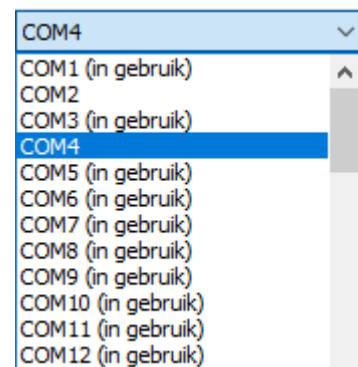 COM4
COM1 (in gebruik)
COM2
COM3 (in gebruik)
COM4
COM5 (in gebruik)
COM6 (in gebruik)
COM7 (in gebruik)
COM8 (in gebruik)
COM9 (in gebruik)
COM10 (in gebruik)
COM11 (in gebruik)
COM12 (in gebruik)